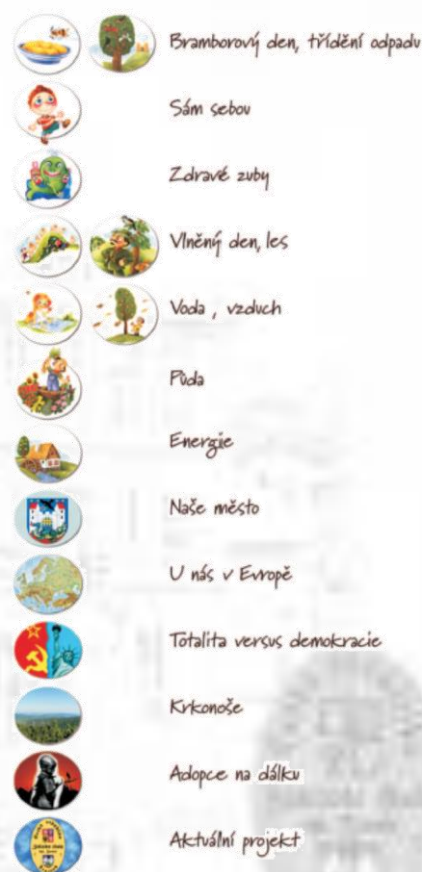 Bramborový den, třídění odpadu
Sám sebou
Zdravé zuby
Vlněný den, les
Voda , vzduch
Půda
Energie
Naše město
U nás v Evropě
Totalita versus demokracie
Krkonoše
Adopce na dálku
Aktuální projekt